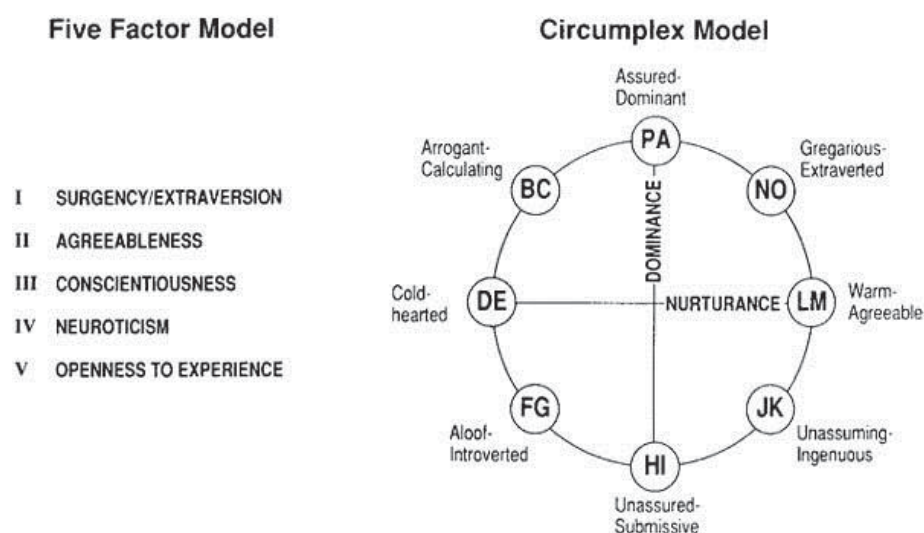 Five Factor Model
I SURGENCY/EXTRAVERSION
II AGREEABLENESS
III CONSCIENTIOUSNESS
IV NEUROTICISM
V OPENNESS TO EXPERIENCE
Circumplex Model
Assured-
Dominant
PA
Arrogant-
Calculating
BC
Gregarious-
Extraverted
NO
DOMINANCE
Cold-
hearted
DE
NURTURANCE
LM
Warm-
Agreeable
FG
Aloof-
Introverted
JK
Unassuming-
Ingenuous
HI
Unassured-
Submissive